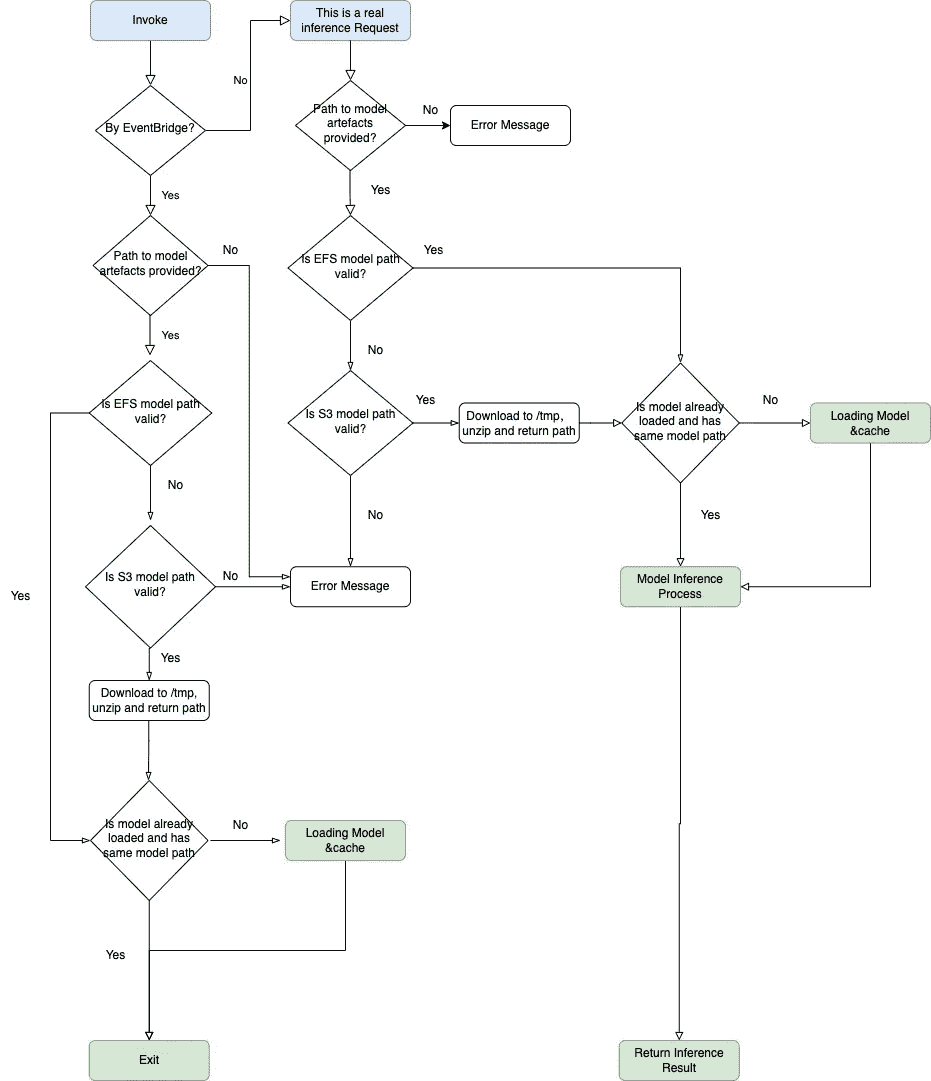 Invoke
This is a real
inference Request
No
By EventBridge?
Path to model
artefacts
provided?
No
Error Message
Yes
Yes
Path to model
artefacts provided?
No
Is EFS model path
valid?
Yes
Yes
No
Is EFS model path
valid?
Is S3 model path
valid?
Yes
Download to /tmp,
unzip and return path
Is model already
loaded and has
same model path
No
Loading Model
&cache
No
No
Yes
Is S3 model path
valid?
No
Error Message
Model Inference
Process
Yes
Yes
Download to /tmp,
unzip and return path
Is model already
loaded and has
same model path
No
Loading Model
&cache
Yes
Exit
Return Inference
Result